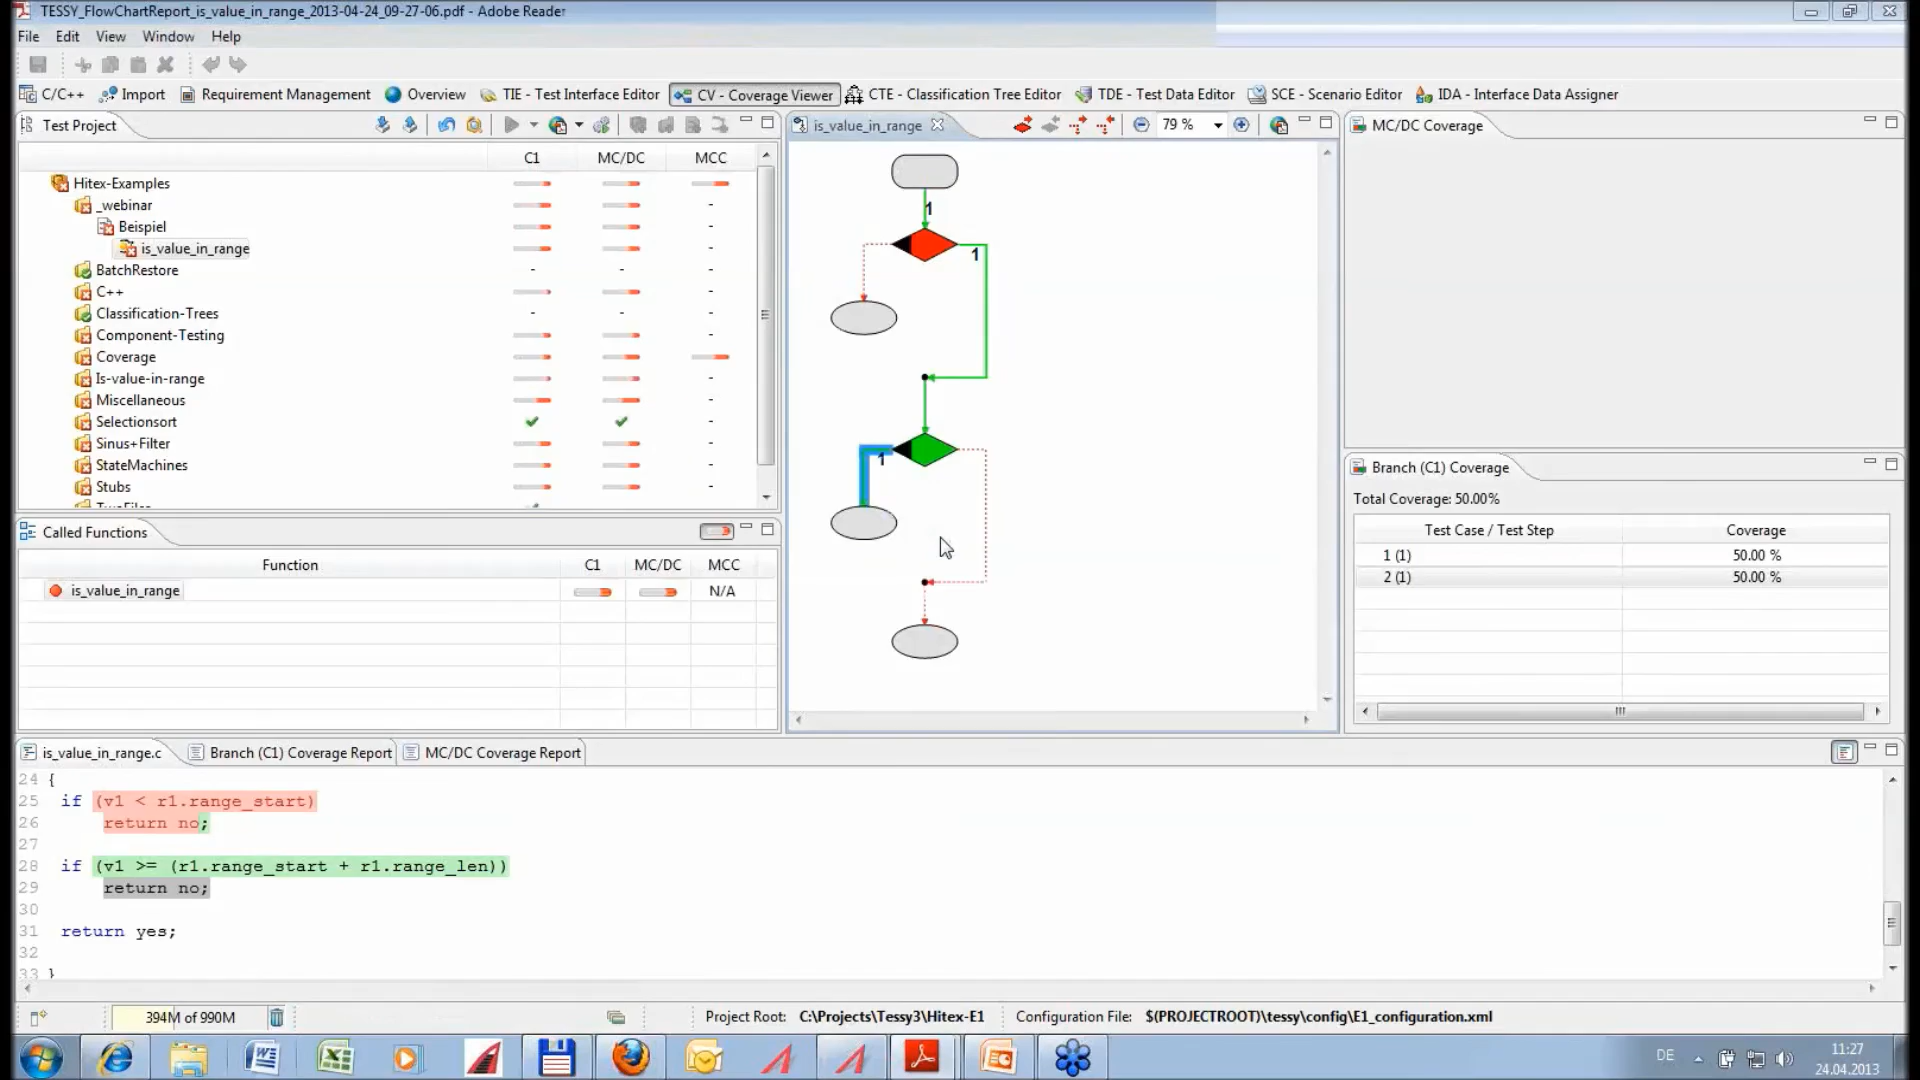 TESSY_FlowChartReport_is_value_in_range_2013-04-24_09-27-06.pdf - Adobe Reader
File Edit View Window Help
C/C++ Import Requirement Management Overview TIE - Test Interface Editor CV - Coverage Viewer CTE - Classification Tree Editor TDE - Test Data Editor SCE - Scenario Editor IDA - Interface Data Assigner
Test Project
C1 MC/DC MCC
Hitex-Examples
_webinar -
Beispiel -
is_value_in_range -
BatchRestore - - -
C++ -
Classification-Trees - - -
Component-Testing -
Coverage
Is-value-in-range -
Miscellaneous -
Selectionsort -
Sinus+Filter -
StateMachines -
Stubs -
Called Functions
Function C1 MC/DC MCC
is_value_in_range N/A
is_value_in_range 79 %
1
1
1
MC/DC Coverage
Branch (C1) Coverage
Total Coverage: 50.00%
Test Case / Test Step Coverage
1 (1) 50.00 %
2 (1) 50.00 %
is_value_in_range.c Branch (C1) Coverage Report MC/DC Coverage Report
24 {
25 if (v1 < r1.range_start)
26 return no;
27
28 if (v1 >= (r1.range_start + r1.range_len))
29 return no;
30
31 return yes;
32
33 }
394M of 990M Project Root: C:\Projects\Tessy3\Hitex-E1 Configuration File: $(PROJECTROOT)\tessy\config\E1_configuration.xml
DE 11:27
24.04.2013